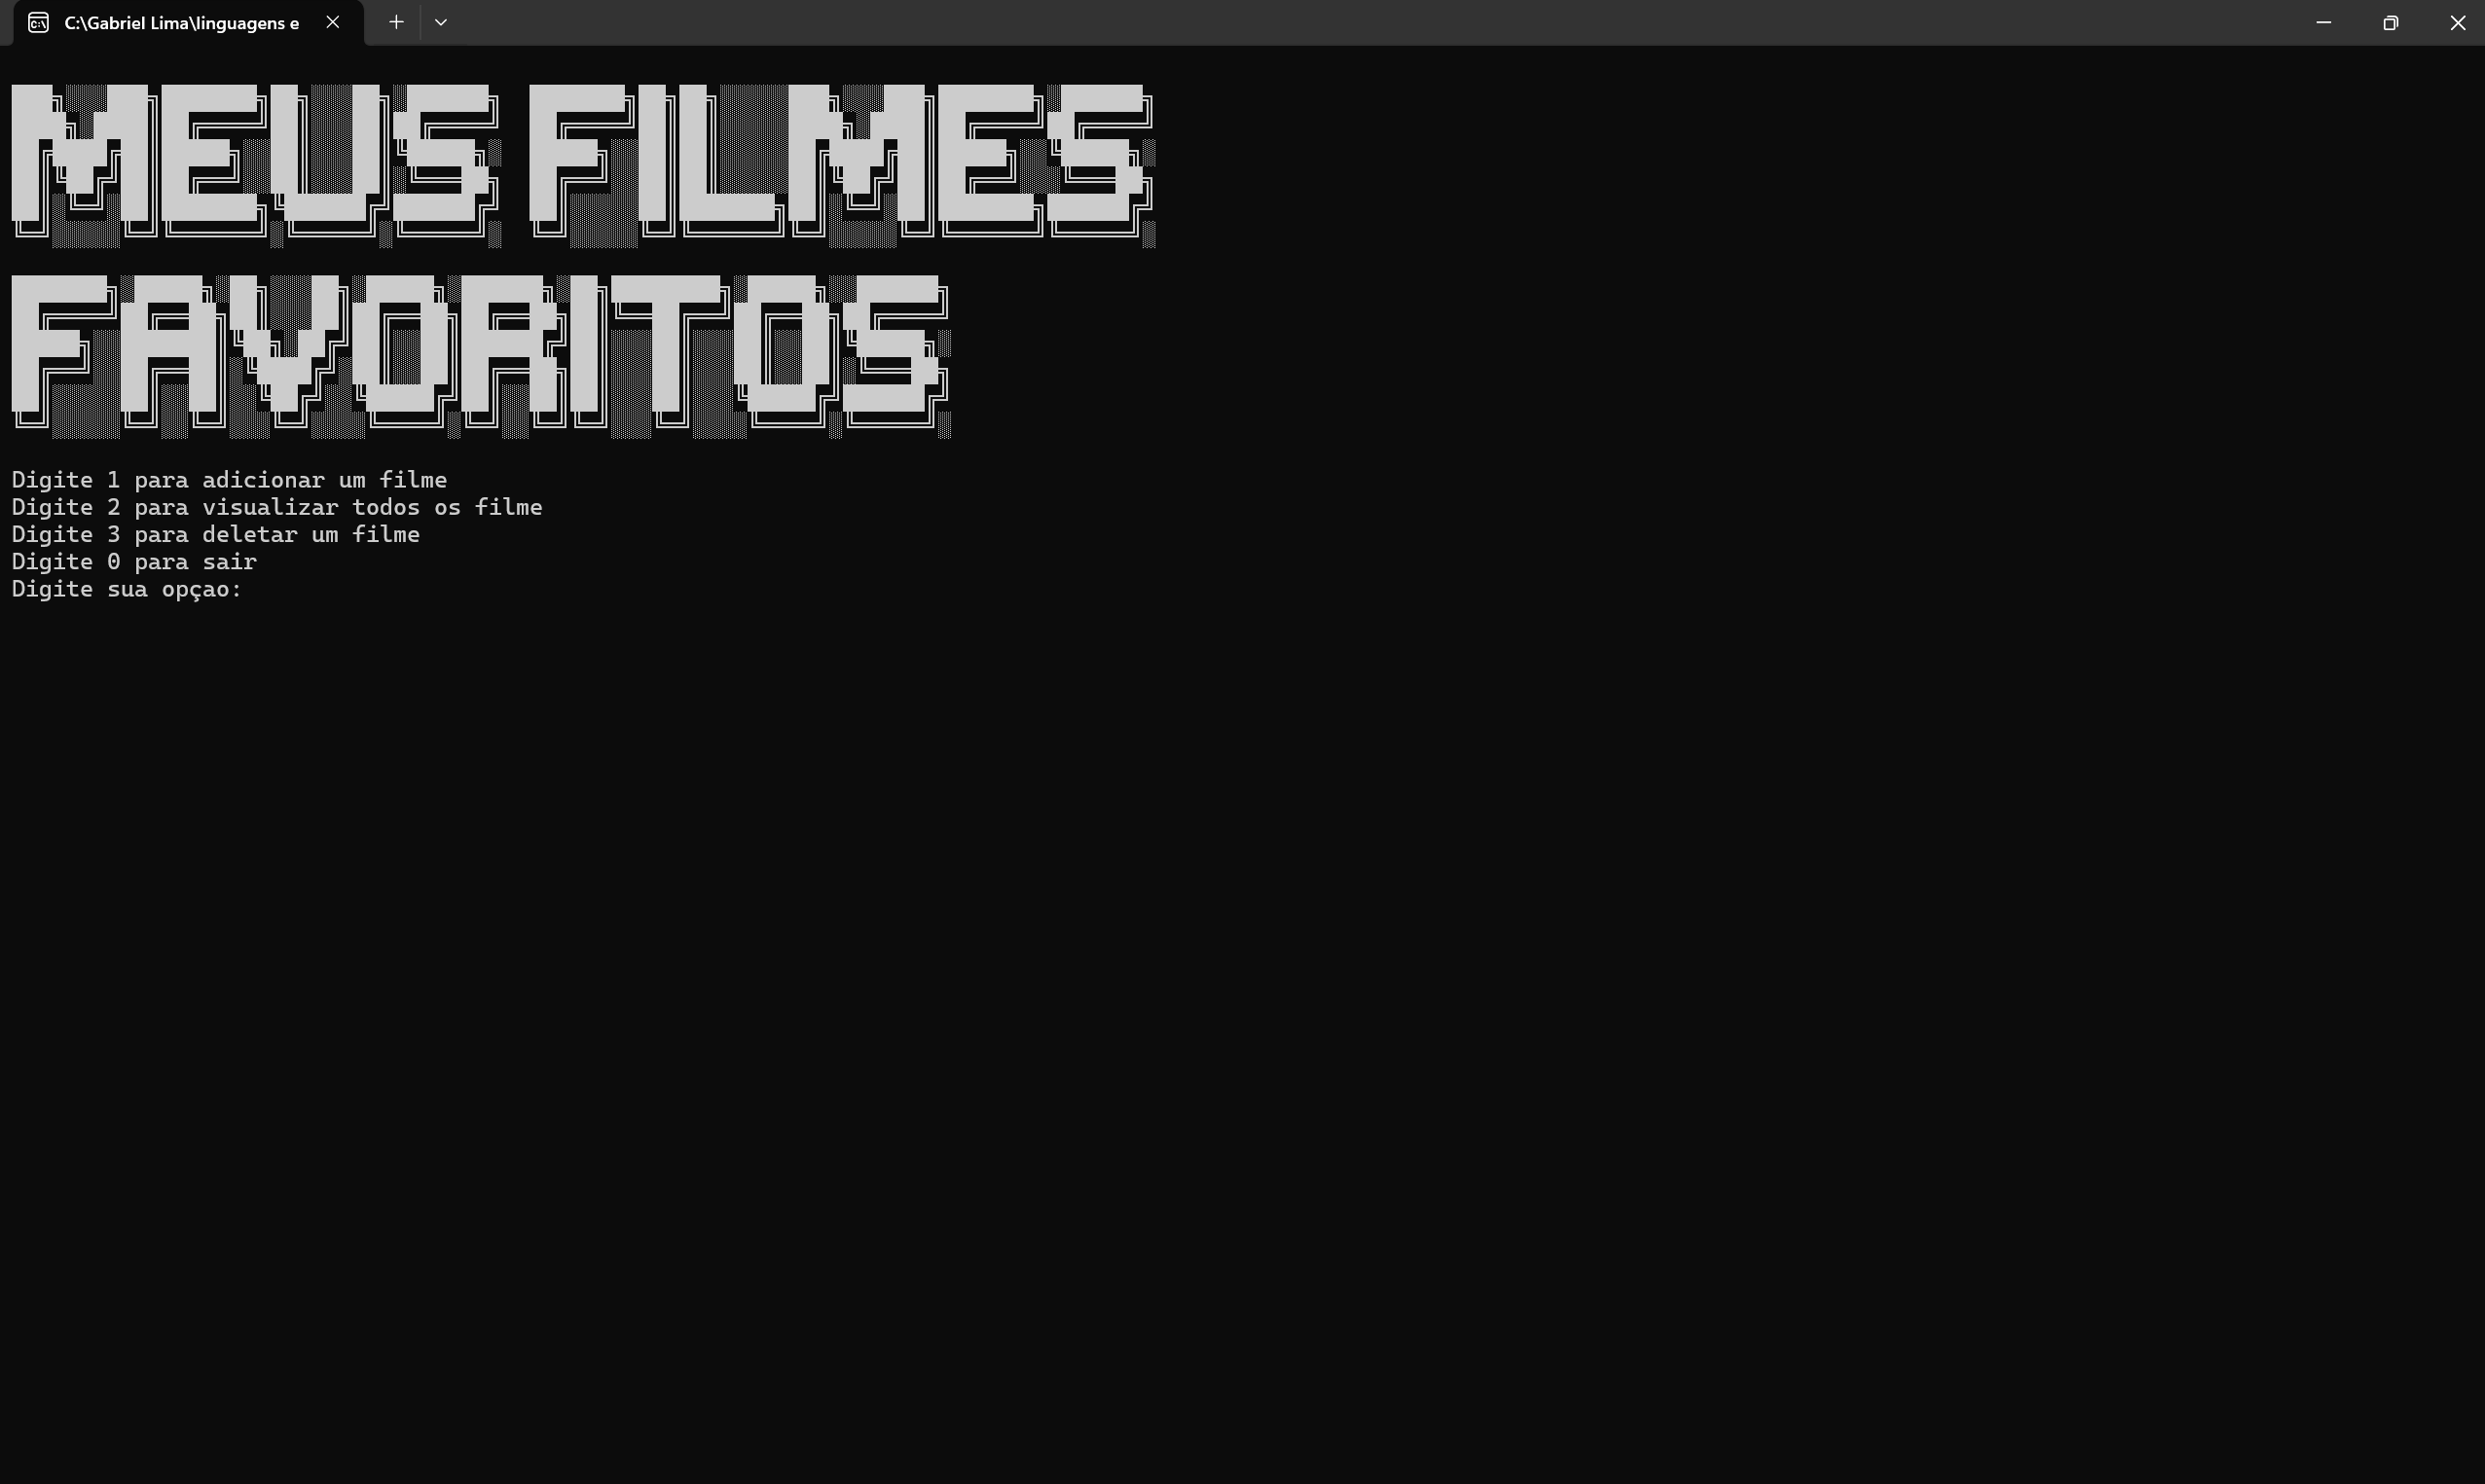 C:\Gabriel Lima\linguagens e
MEUS FILMES
FAVORITOS
Digite 1 para adicionar um filme
Digite 2 para visualizar todos os filme
Digite 3 para deletar um filme
Digite 0 para sair
Digite sua opçao: